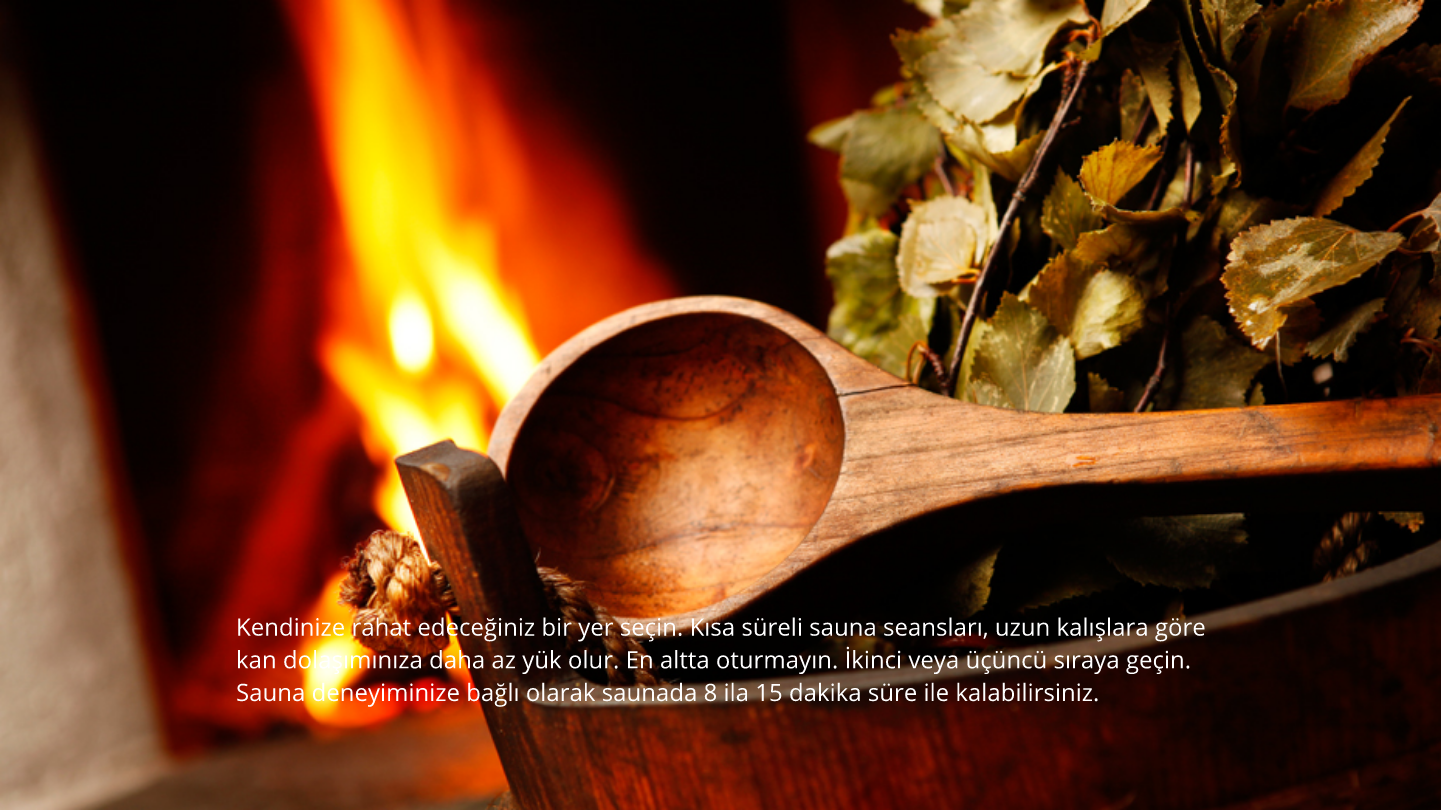 Kendinize rahat edeceğiniz bir yer seçin. Kısa süreli sauna seansları, uzun kalışlara göre
kan dolaşımınıza daha az yük olur. En altta oturmayın. İkinci veya üçüncü sıraya geçin.
Sauna deneyiminize bağlı olarak saunada 8 ila 15 dakika süre ile kalabilirsiniz.